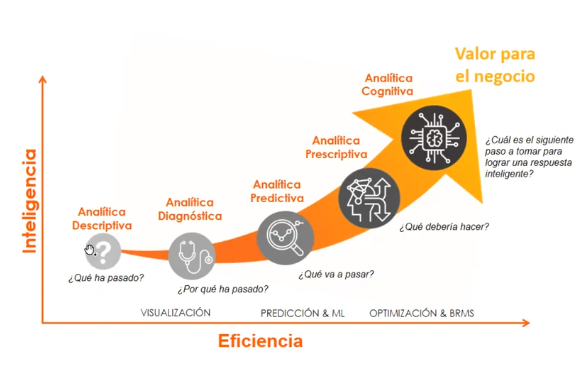 Valor para
el negocio
Analítica
Cognitiva
¿Cuál es el siguiente
paso a tomar para
lograr una respuesta
inteligente?
Analítica
Prescriptiva
¿Qué debería hacer?
Analítica
Predictiva
¿Qué va a pasar?
Analítica
Diagnóstica
¿Por qué ha pasado?
Analítica
Descriptiva
?
¿Qué ha pasado?
Inteligencia
VISUALIZACIÓN
PREDICCIÓN & ML
OPTIMIZACIÓN & BRMS
Eficiencia